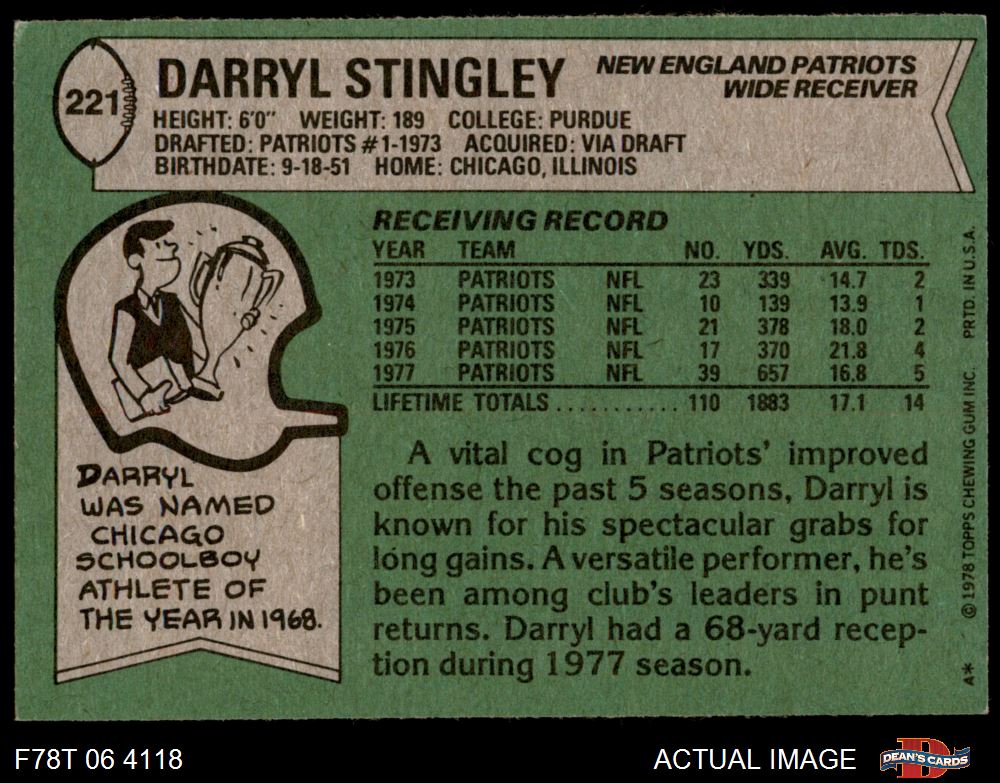 221
DARRYL STINGLEY
NEW ENGLAND PATRIOTS
WIDE RECEIVER
HEIGHT: 6'0" WEIGHT: 189 COLLEGE: PURDUE
DRAFTED: PATRIOTS #1-1973 ACQUIRED: VIA DRAFT
BIRTHDATE: 9-18-51 HOME: CHICAGO, ILLINOIS
RECEIVING RECORD
YEAR TEAM NO. YDS. AVG. TDS.
1973 PATRIOTS NFL 23 339 14.7 2
1974 PATRIOTS NFL 10 139 13.9 1
1975 PATRIOTS NFL 21 378 18.0 2
1976 PATRIOTS NFL 17 370 21.8 4
1977 PATRIOTS NFL 39 657 16.8 5
LIFETIME TOTALS ........... 110 1883 17.1 14
DARRYL
WAS NAMED
CHICAGO
SCHOOLBOY
ATHLETE OF
THE YEAR IN 1968.
A vital cog in Patriots' improved
offense the past 5 seasons, Darryl is
known for his spectacular grabs for
long gains. A versatile performer, he's
been among club's leaders in punt
returns. Darryl had a 68-yard recep-
tion during 1977 season.
A* © 1978 TOPPS CHEWING GUM INC. PRTD. IN U.S.A.
F78T 06 4118
ACTUAL IMAGE
DEAN'S CARDS